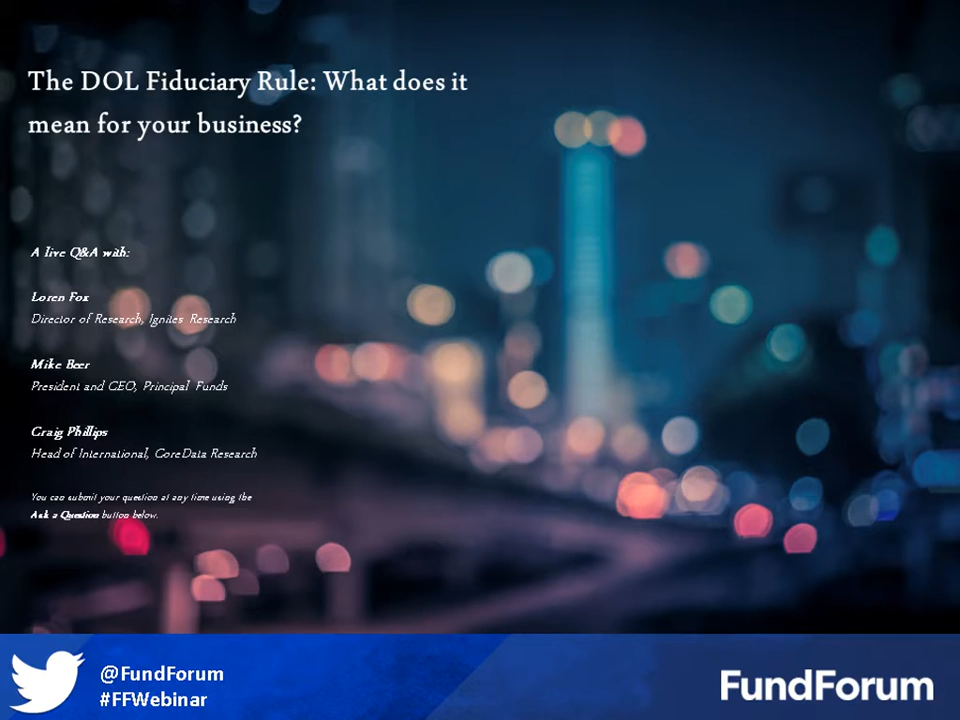 The DOL Fiduciary Rule: What does it
mean for your business?
A live Q&A with:
Loren Fox
Director of Research, Ignites Research
Mike Beer
President and CEO, Principal Funds
Craig Phillips
Head of International, CoreData Research
You can submit your question at any time using the
Ask a Question button below.
@FundForum
#FFWebinar
FundForum